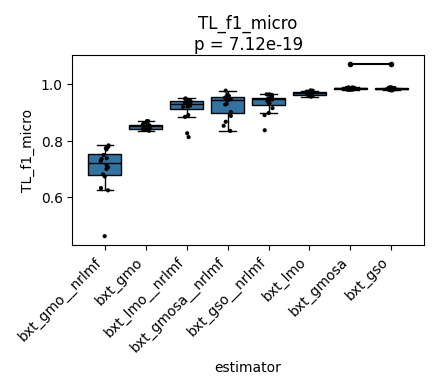 TL_f1_micro
p = 7.12e-19
TL_f1_micro
1.0
0.8
0.6
bxt_gmo__nrlmf
bxt_gmo
bxt_lmo__nrlmf
bxt_gmosa__nrlmf
bxt_gso__nrlmf
bxt_lmo
bxt_gmosa
bxt_gso
estimator